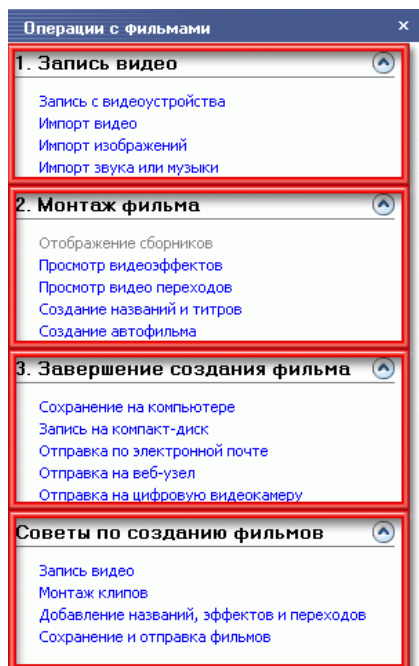 Операции с фильмами
1. Запись видео
Запись с видеоустройства
Импорт видео
Импорт изображений
Импорт звука или музыки
2. Монтаж фильма
Отображение сборников
Просмотр видеоэффектов
Просмотр видео переходов
Создание названий и титров
Создание автофильма
3. Завершение создания фильма
Сохранение на компьютере
Запись на компакт-диск
Отправка по электронной почте
Отправка на веб-узел
Отправка на цифровую видеокамеру
Советы по созданию фильмов
Запись видео
Монтаж клипов
Добавление названий, эффектов и переходов
Сохранение и отправка фильмов